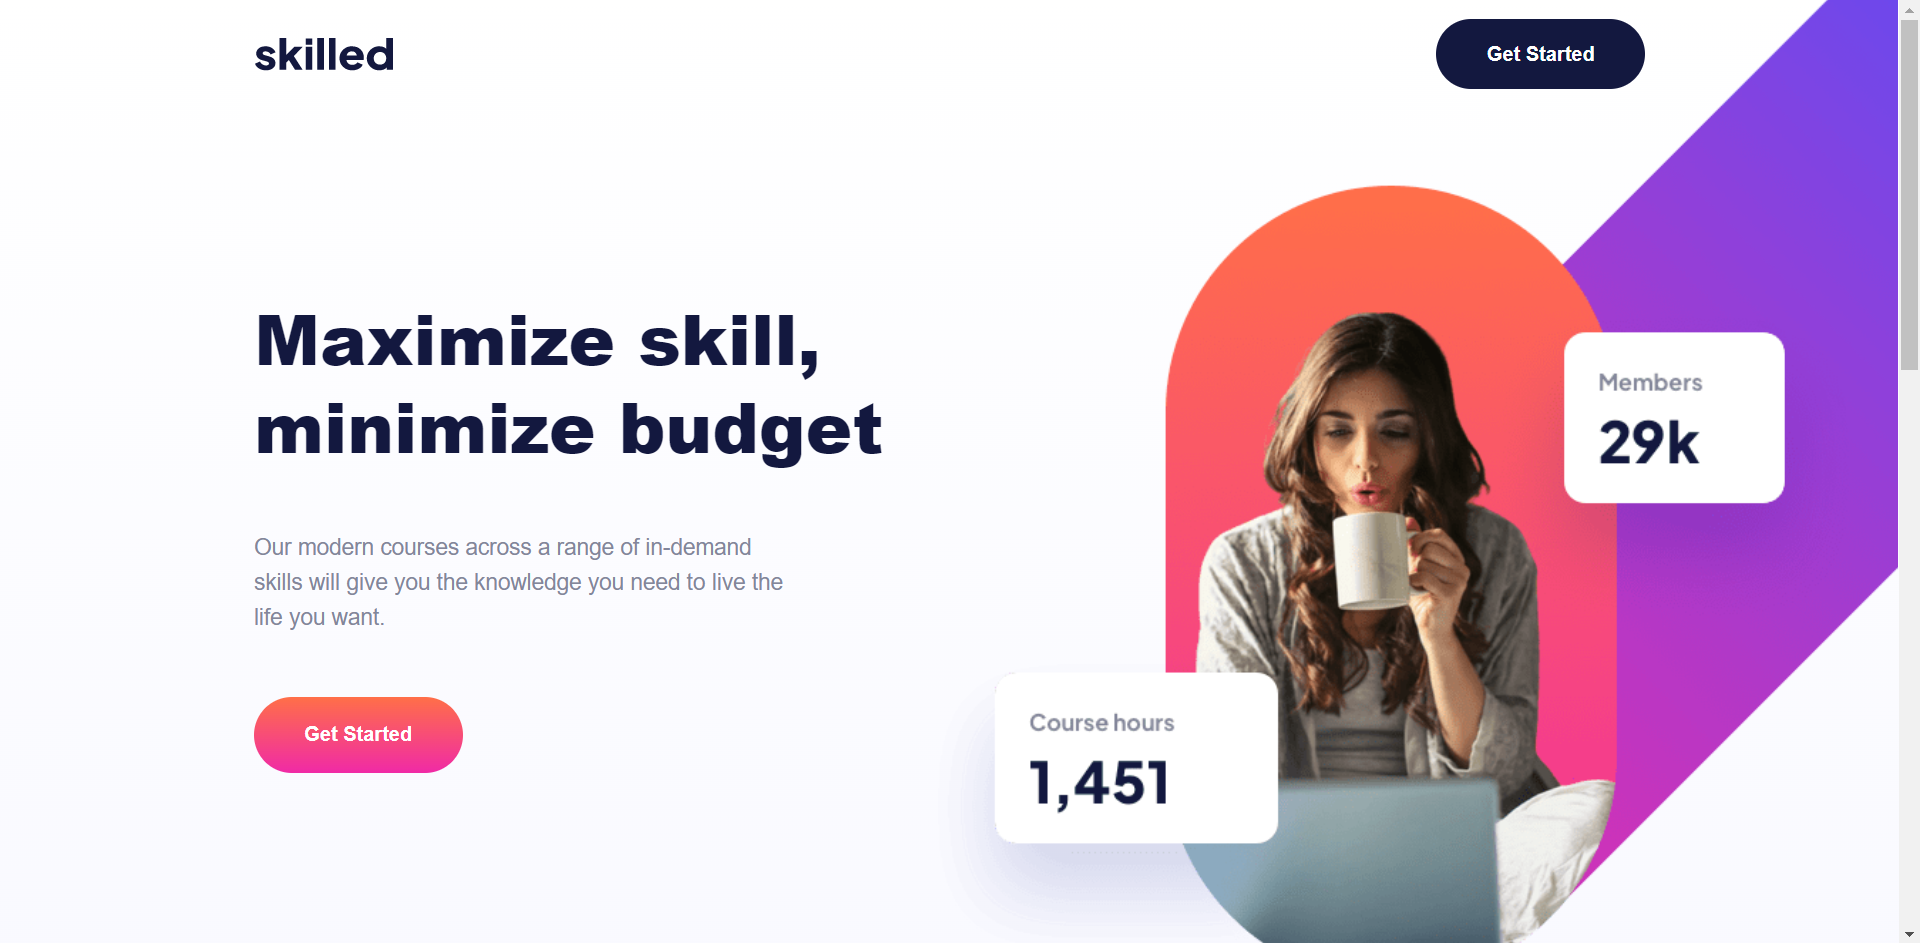 skilled
Get Started
Maximize skill,
minimize budget
Our modern courses across a range of in-demand
skills will give you the knowledge you need to live the
life you want.
Get Started
Members
29k
Course hours
1,451